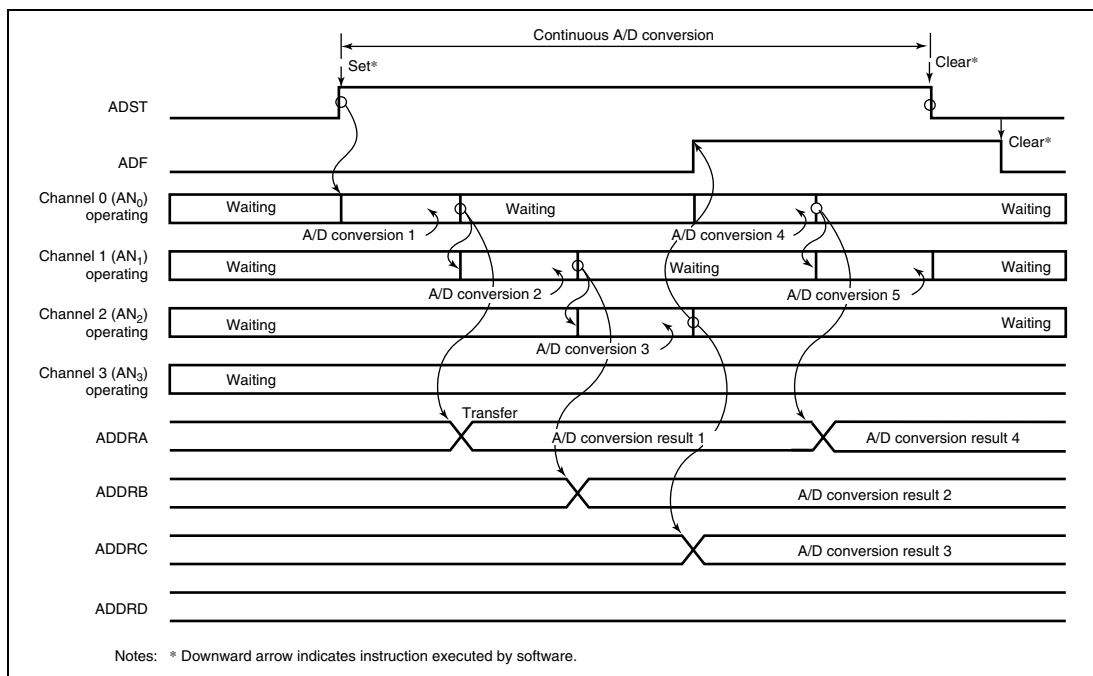 Continuous A/D conversion
Set*
Clear*
ADST
Clear*
ADF
Channel 0 (AN0)
operating
Waiting
Waiting
Waiting
A/D conversion 1
A/D conversion 4
Channel 1 (AN1)
operating
Waiting
Waiting
Waiting
A/D conversion 2
A/D conversion 5
Channel 2 (AN2)
operating
Waiting
Waiting
A/D conversion 3
Channel 3 (AN3)
operating
Waiting
Transfer
ADDRA
A/D conversion result 1
A/D conversion result 4
ADDRB
A/D conversion result 2
ADDRC
A/D conversion result 3
ADDRD
Notes: * Downward arrow indicates instruction executed by software.